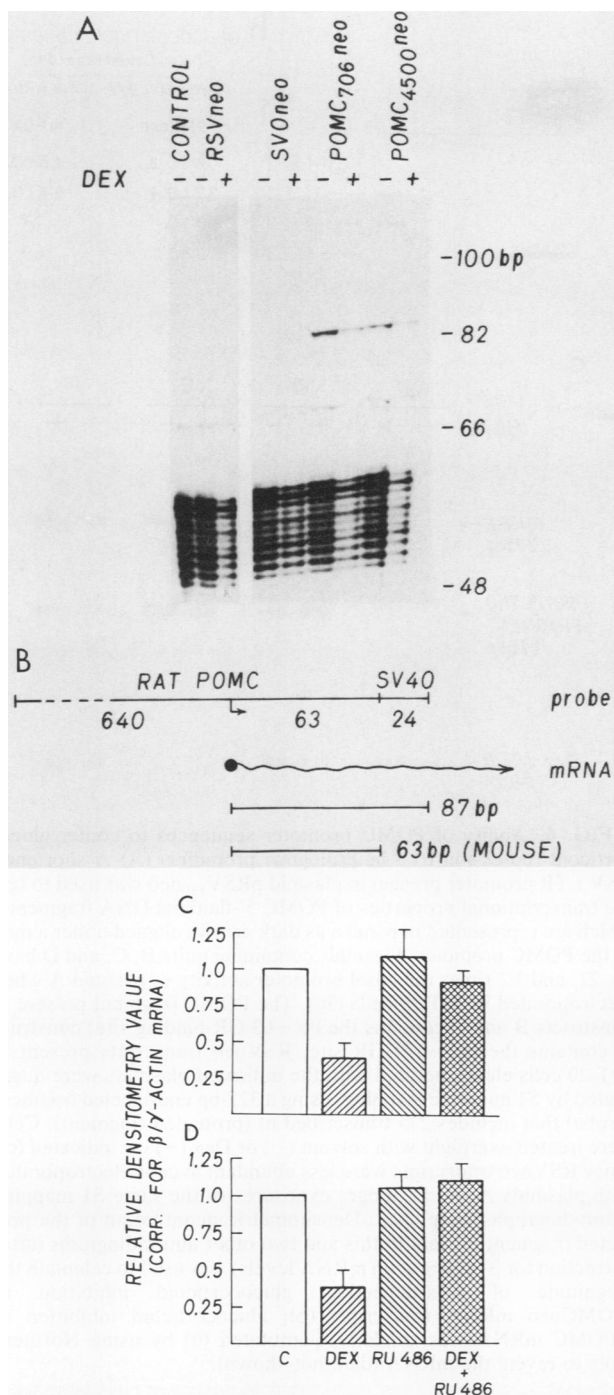 A
CONTROL
RSVneo
SVOneo
POMC706neo
POMC4500neo
DEX - - + - + - + - +
-100bp
-82
-66
-48
B
RAT POMC SV40
probe
640 63 24
mRNA
87bp
63bp (MOUSE)
C
1.25
1.0
0.75
0.5
0.25
D
1.25
1.0
0.75
0.5
0.25
RELATIVE DENSITOMETRY VALUE
(CORR. FOR β/γ-ACTIN mRNA)
C DEX RU 486 DEX
+
RU 486